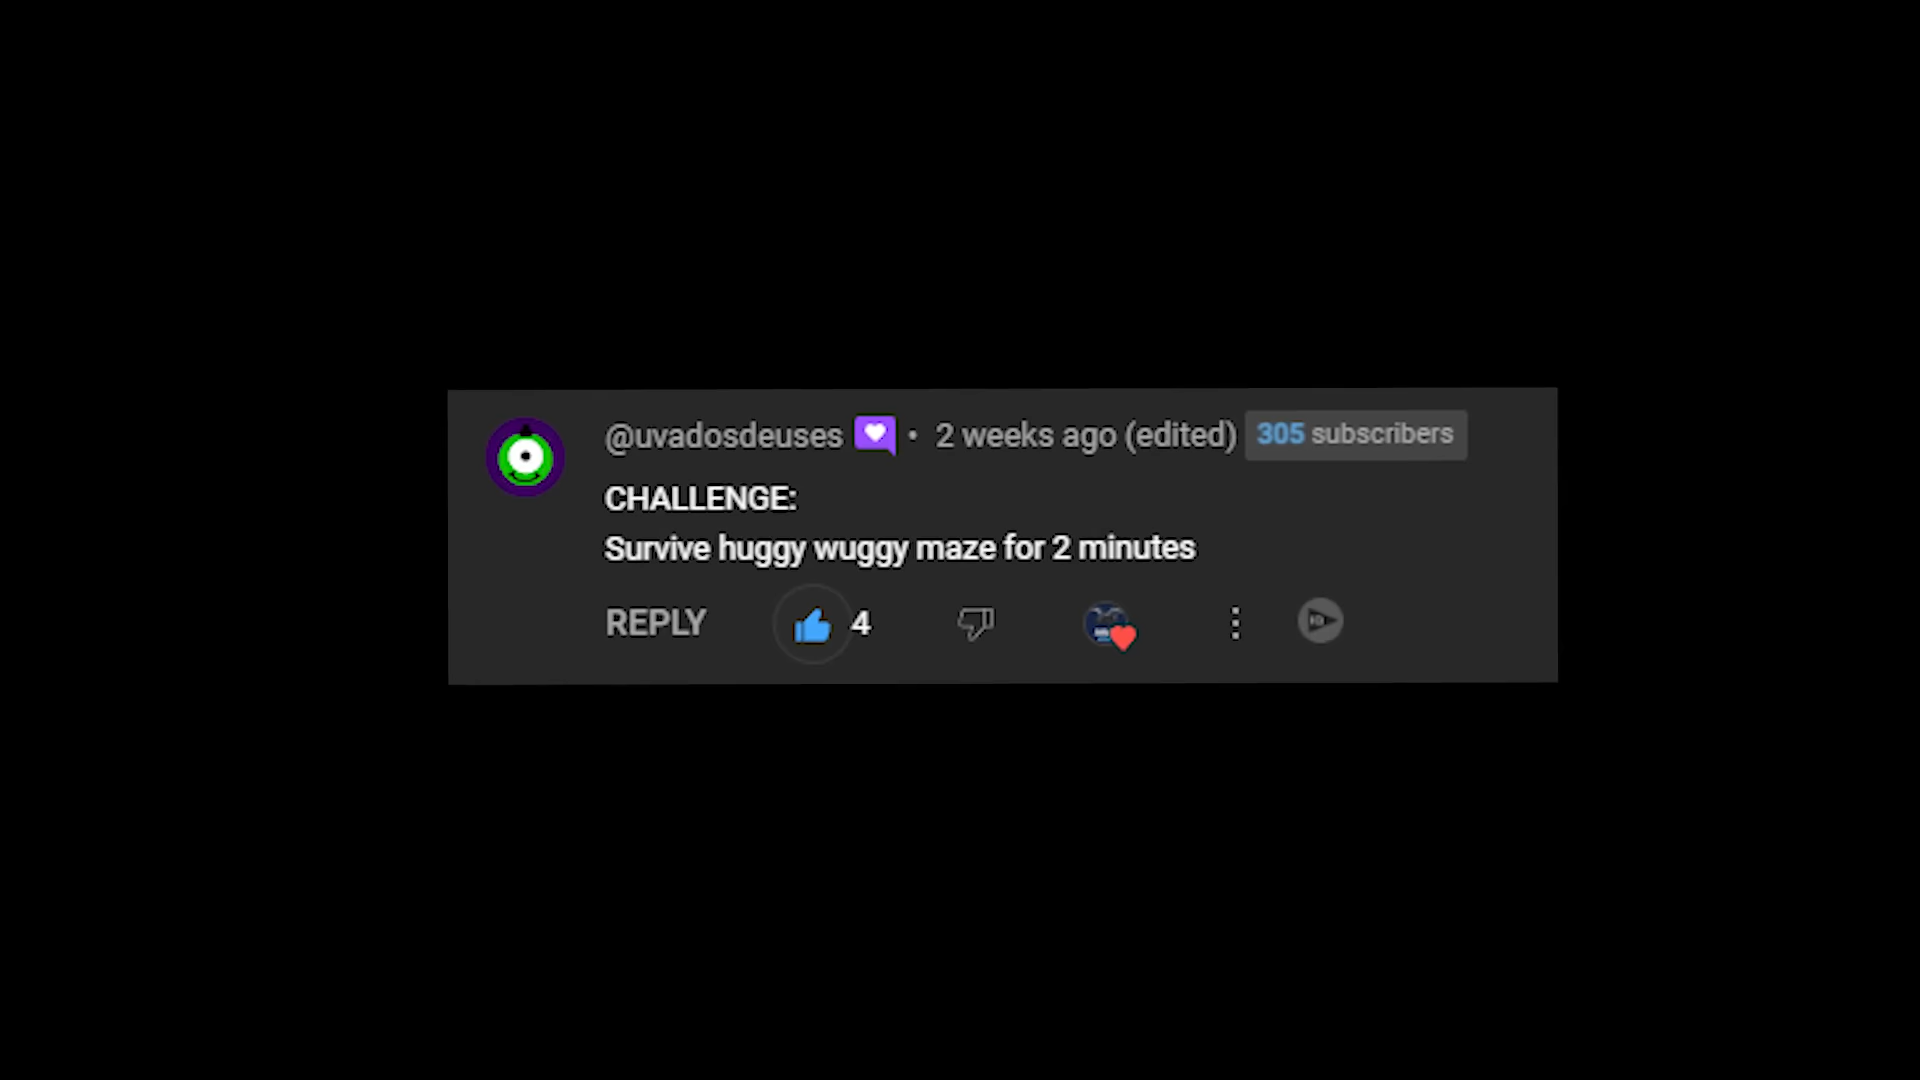 @uvadosdeuses • 2 weeks ago (edited) 305 subscribers
CHALLENGE:
Survive huggy wuggy maze for 2 minutes
REPLY 4